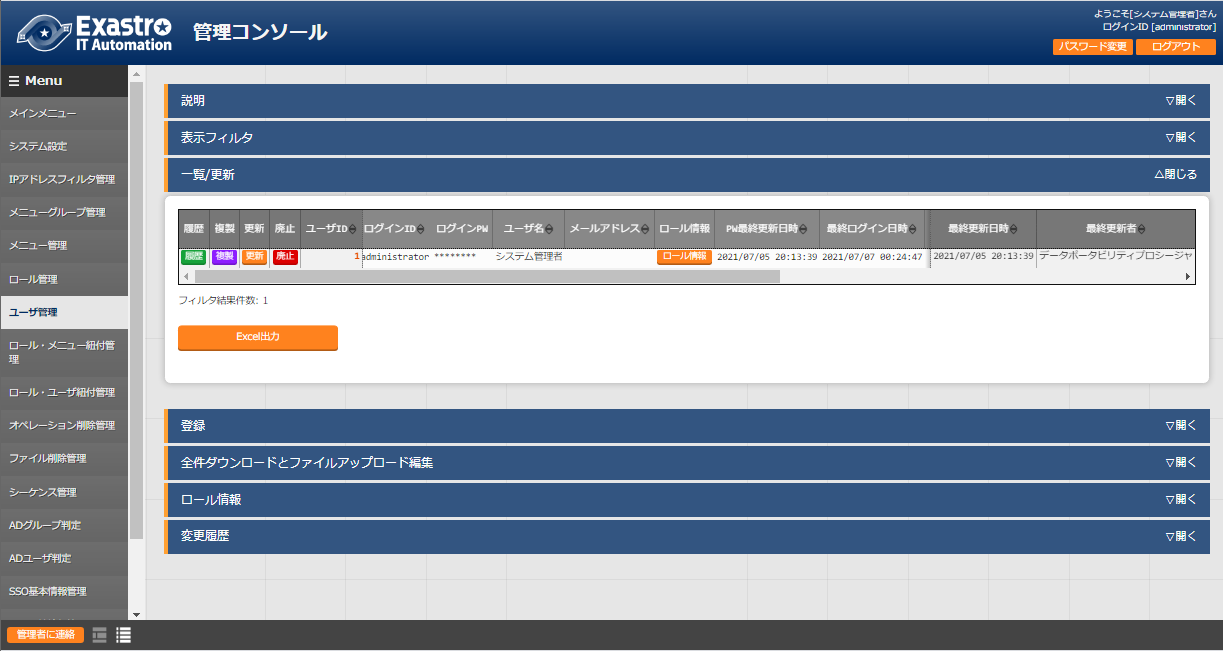 Exastro
IT Automation
管理コンソール
ようこそ[システム管理者]さん
ログインID [administrator]
パスワード変更 ログアウト
Menu
メインメニュー
システム設定
IPアドレスフィルタ管理
メニューグループ管理
メニュー管理
ロール管理
ユーザ管理
ロール・メニュー紐付管
理
ロール・ユーザ紐付管理
オペレーション削除管理
ファイル削除管理
シーケンス管理
ADグループ判定
ADユーザ判定
SSO基本情報管理
説明 ▽開く
表示フィルタ ▽開く
一覧/更新 △閉じる
履歴 複製 更新 廃止 ユーザID ログインID ログインPW ユーザ名 メールアドレス ロール情報 PW最終更新日時 最終ログイン日時 最終更新日時 最終更新者
履歴 複製 更新 廃止 1 administrator ******** システム管理者 ロール情報 2021/07/05 20:13:39 2021/07/07 00:24:47 2021/07/05 20:13:39 データポータビリティプロシージャ
フィルタ結果件数: 1
Excel出力
登録 ▽開く
全件ダウンロードとファイルアップロード編集 ▽開く
ロール情報 ▽開く
変更履歴 ▽開く
管理者に連絡